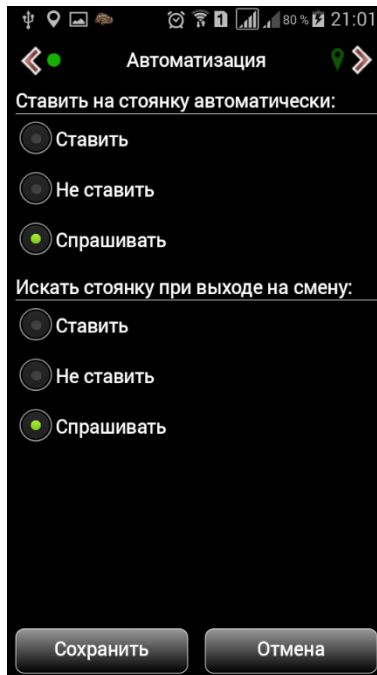 1 80 % 21:01
Автоматизация
Ставить на стоянку автоматически:
Ставить
Не ставить
Спрашивать
Искать стоянку при выходе на смену:
Ставить
Не ставить
Спрашивать
Сохранить Отмена